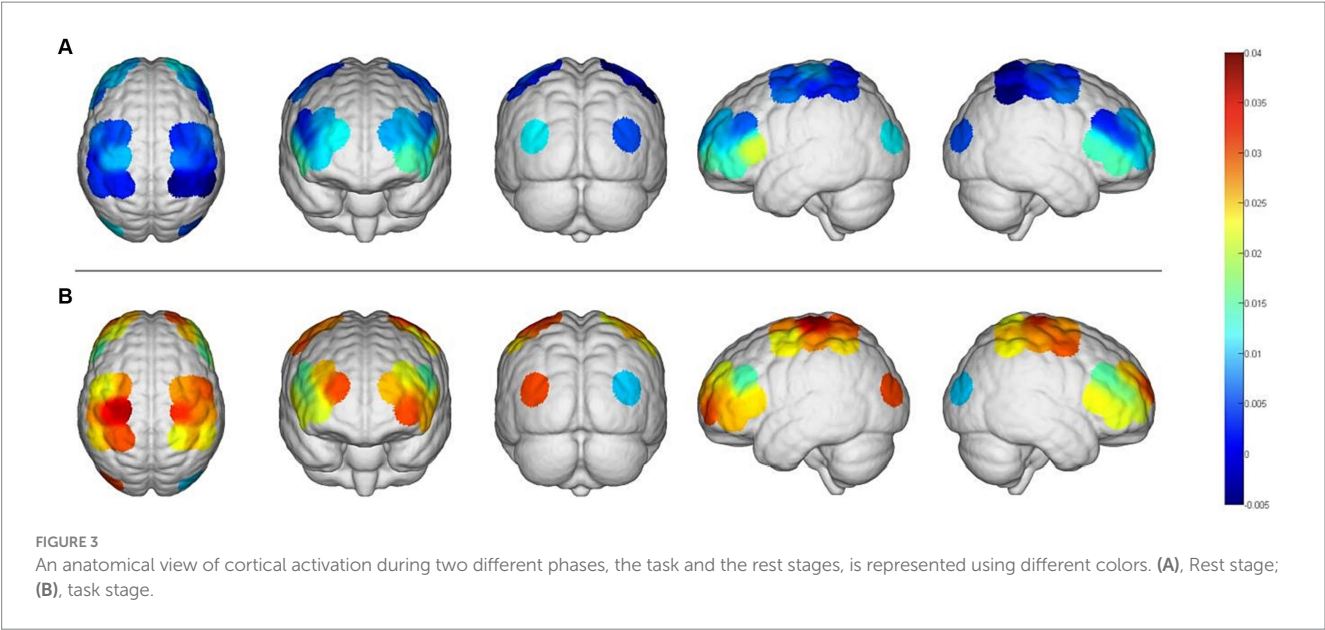 A
0.04
0.035
0.03
0.025
0.02
0.015
0.01
0.005
0
-0.005
B
FIGURE 3
An anatomical view of cortical activation during two different phases, the task and the rest stages, is represented using different colors. (A), Rest stage;
(B), task stage.